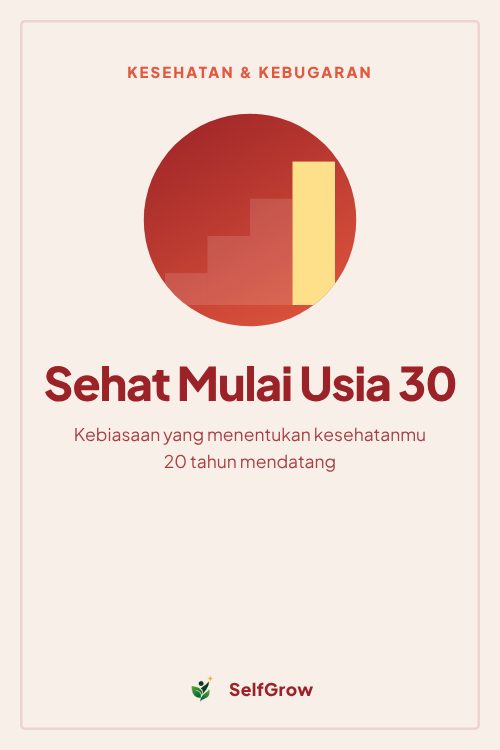 KESEHATAN & KEBUGARAN
Sehat Mulai Usia 30
Kebiasaan yang menentukan kesehatanmu
20 tahun mendatang
SelfGrow